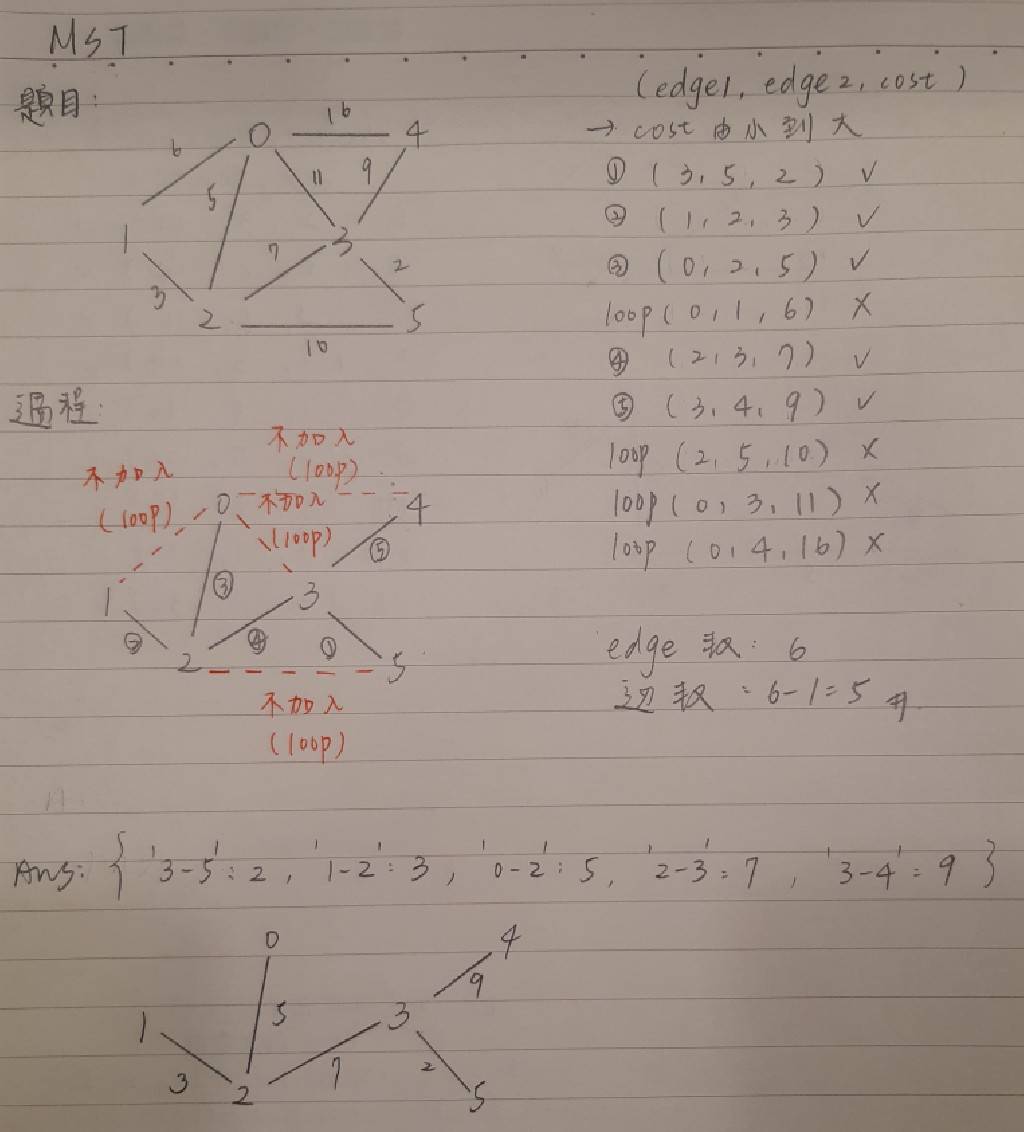 MST
題目:
(edge1, edge2, cost)
→ cost 由小到大
① (3, 5, 2) ✓
② (1, 2, 3) ✓
③ (0, 2, 5) ✓
loop (0, 1, 6) ×
④ (2, 3, 7) ✓
⑤ (3, 4, 9) ✓
loop (2, 5, 10) ×
loop (0, 3, 11) ×
loop (0, 4, 16) ×
0 16 4
6 5 11 9
1 7 3
3 2
2 5
10
過程:
不加入
(loop)
不加入
(loop)
0 不加入 4
(loop) ⑤
③
1 3
② ④ ①
2 5
不加入
(loop)
edge 数: 6
边数: 6-1=5 #
Ans: { '3-5': 2, '1-2': 3, '0-2': 5, '2-3': 7, '3-4': 9 }
0 4
9
1 5 3
3 7 2
2 5